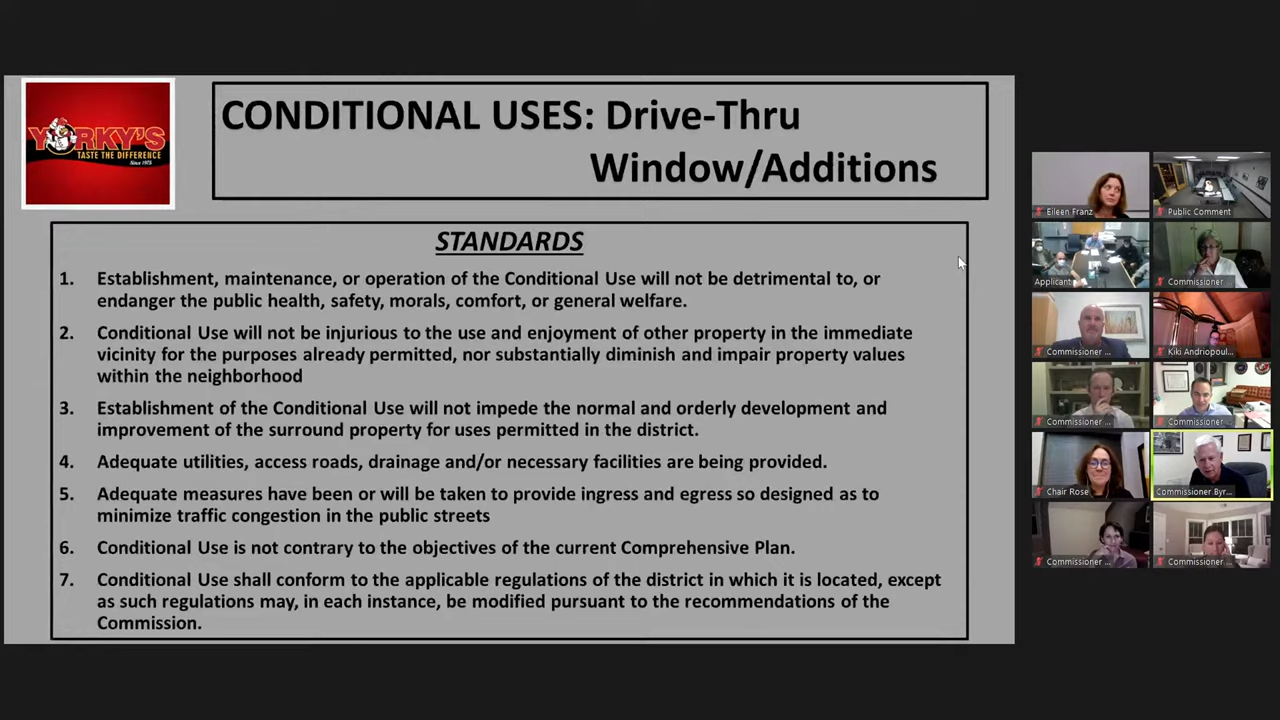 YORKY'S
TASTE THE DIFFERENCE
Since 1978
CONDITIONAL USES: Drive-Thru
Window/Additions
STANDARDS
1. Establishment, maintenance, or operation of the Conditional Use will not be detrimental to, or
endanger the public health, safety, morals, comfort, or general welfare.
2. Conditional Use will not be injurious to the use and enjoyment of other property in the immediate
vicinity for the purposes already permitted, nor substantially diminish and impair property values
within the neighborhood
3. Establishment of the Conditional Use will not impede the normal and orderly development and
improvement of the surround property for uses permitted in the district.
4. Adequate utilities, access roads, drainage and/or necessary facilities are being provided.
5. Adequate measures have been or will be taken to provide ingress and egress so designed as to
minimize traffic congestion in the public streets
6. Conditional Use is not contrary to the objectives of the current Comprehensive Plan.
7. Conditional Use shall conform to the applicable regulations of the district in which it is located, except
as such regulations may, in each instance, be modified pursuant to the recommendations of the
Commission.
Eileen Franz
Public Comment
Applicant
Commissioner ...
Commissioner ...
Kiki Andriopoul...
Commissioner ...
Commissioner ...
Chair Rose
Commissioner Byr...
Commissioner ...
Commissioner ...